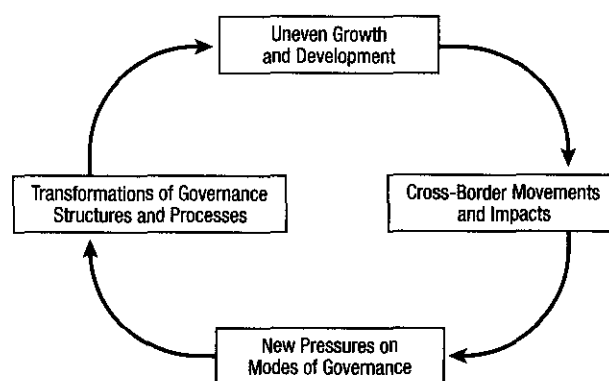 Uneven Growth
and Development
Cross-Border Movements
and Impacts
New Pressures on
Modes of Governance
Transformations of Governance
Structures and Processes